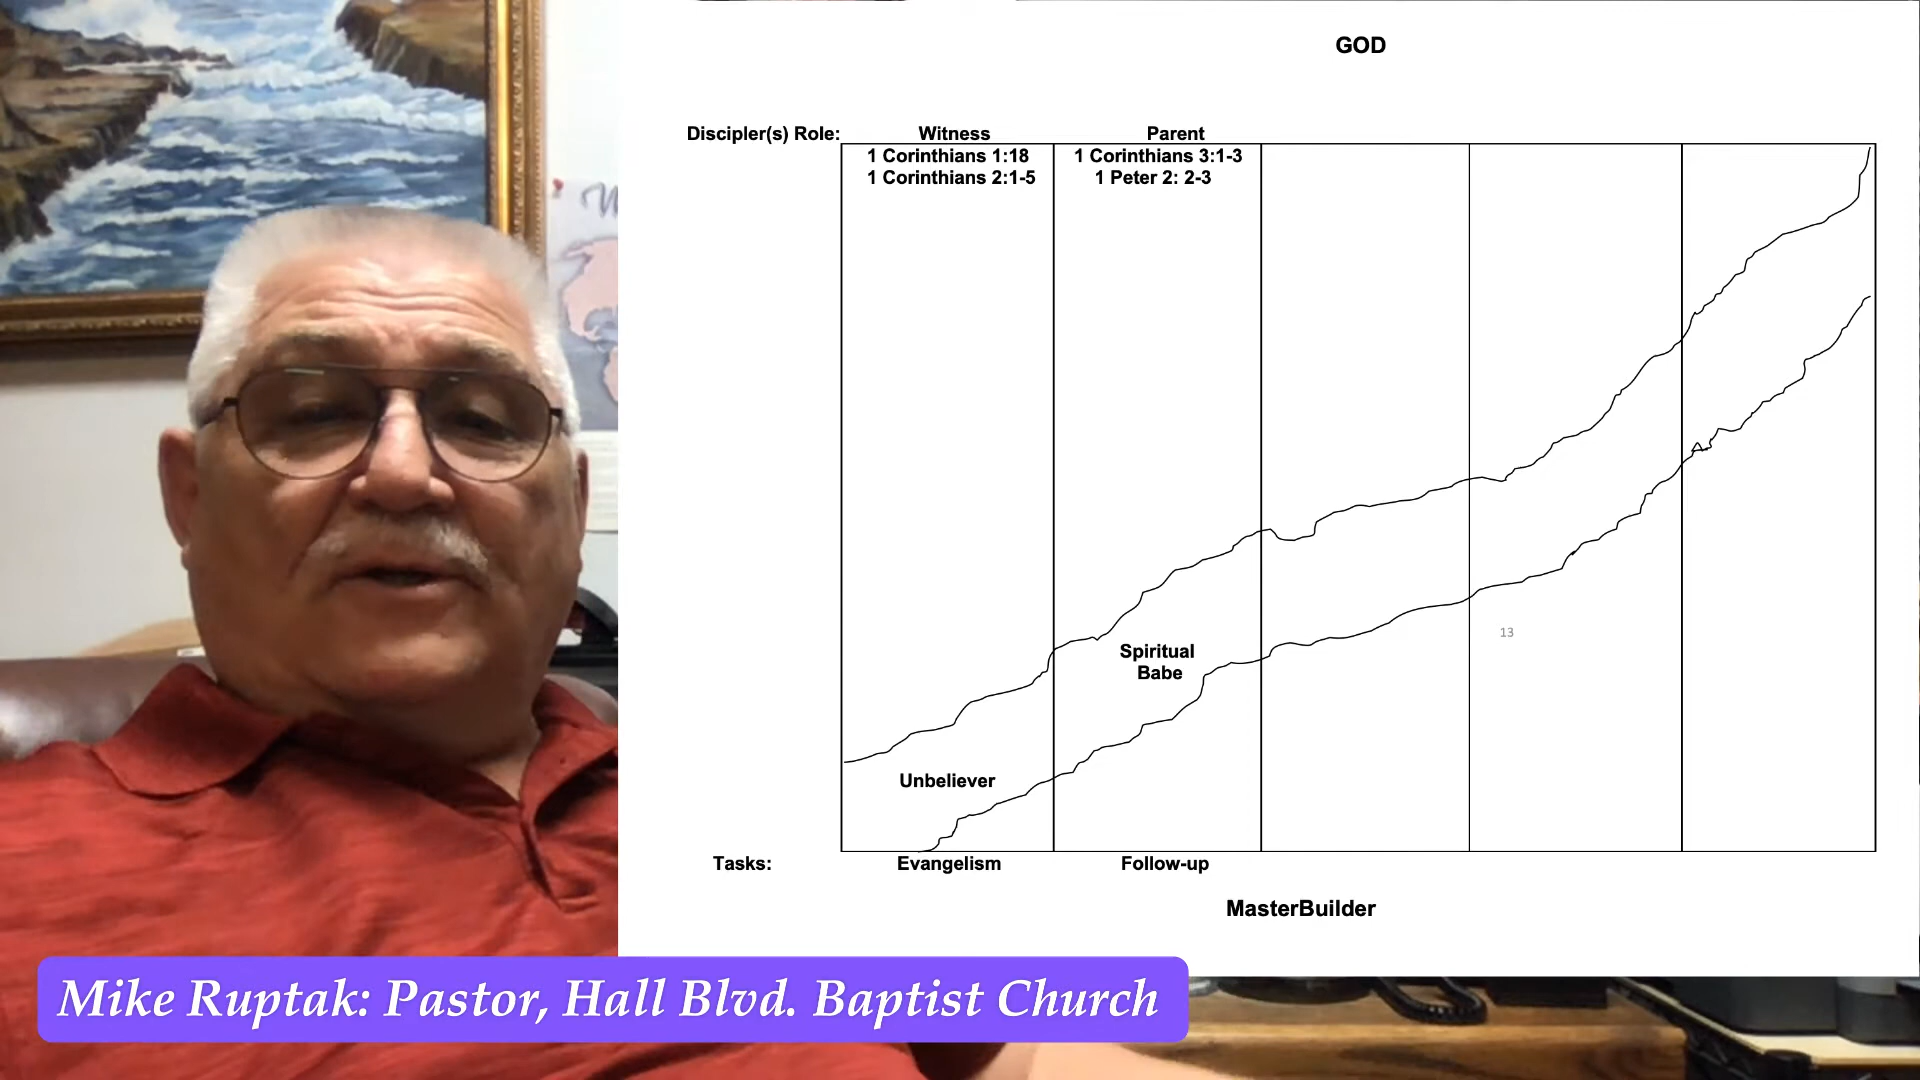 GOD
Discipler(s) Role: Witness Parent
1 Corinthians 1:18 1 Corinthians 3:1-3
1 Corinthians 2:1-5 1 Peter 2: 2-3
13
Spiritual
Babe
Unbeliever
Tasks: Evangelism Follow-up
MasterBuilder
Mike Ruptak: Pastor, Hall Blvd. Baptist Church